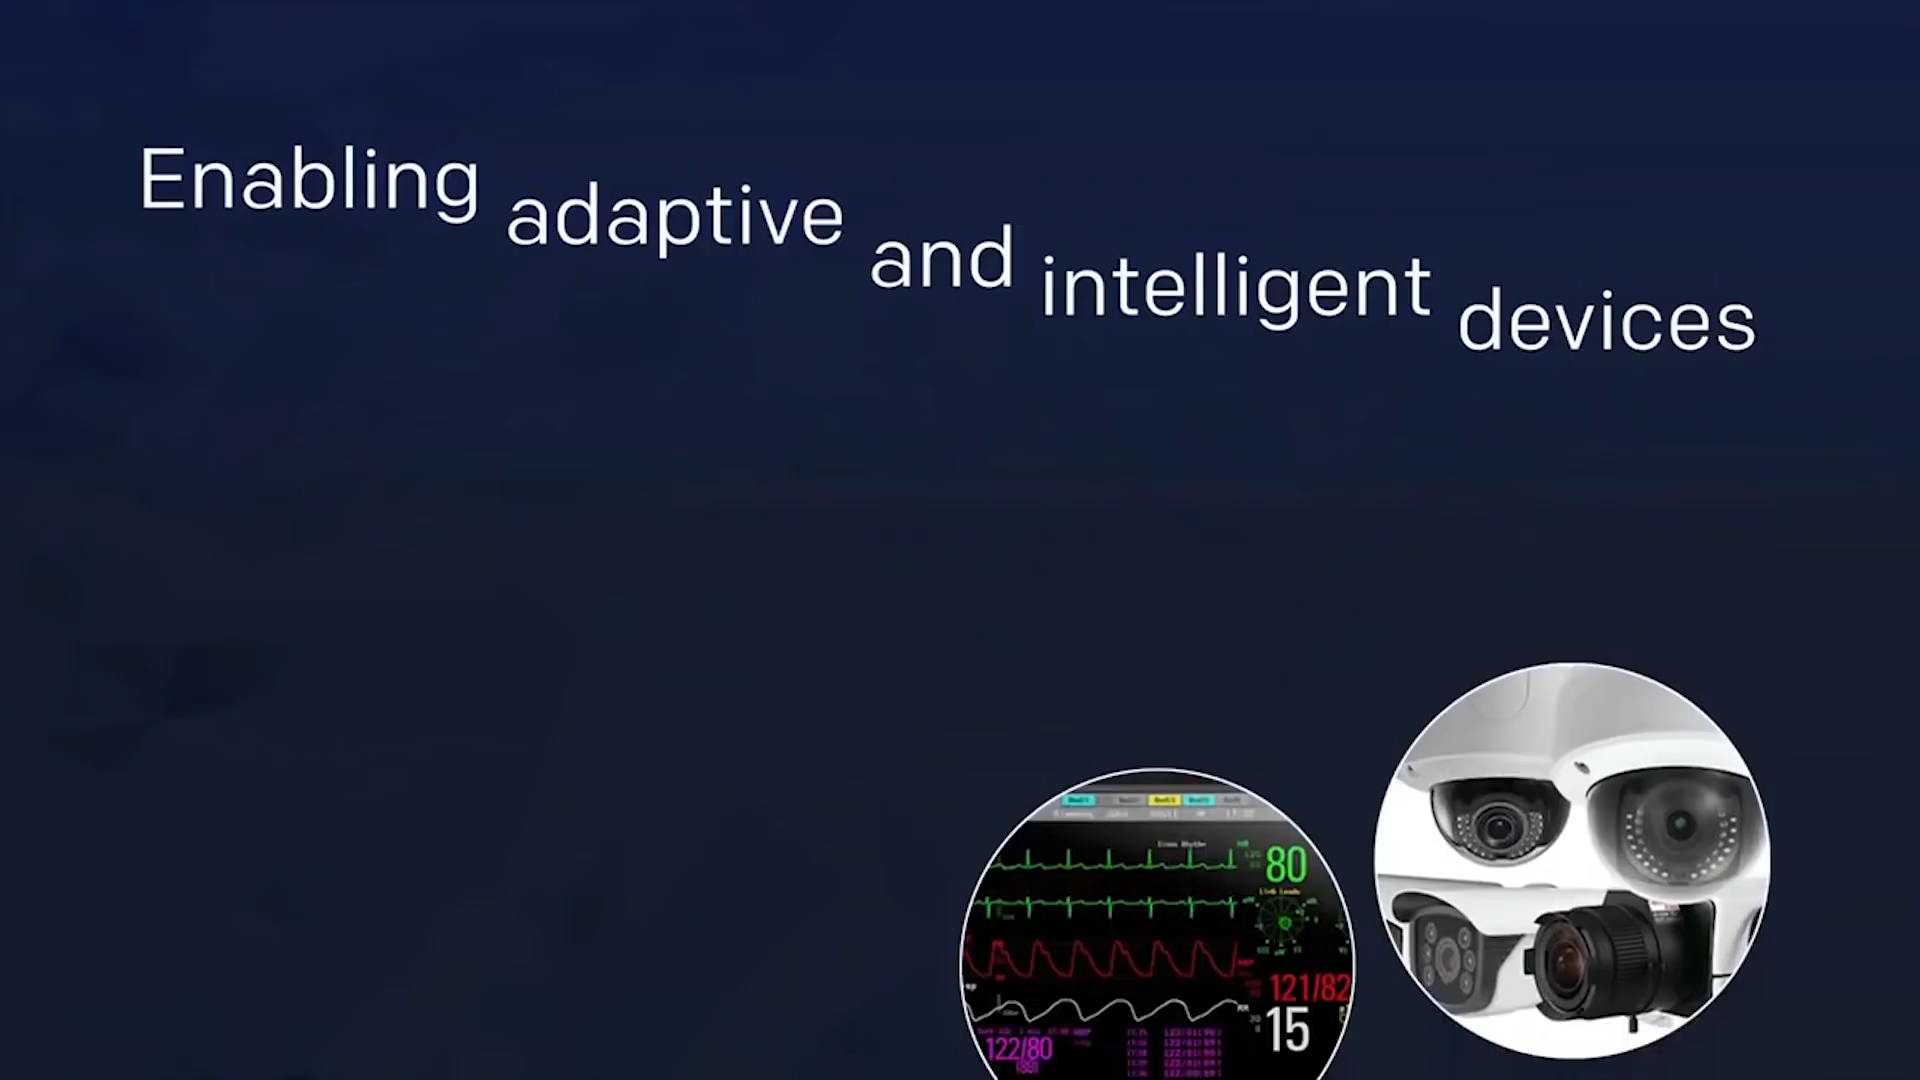 Enabling adaptive and intelligent devices
80
121/82
15
122/80